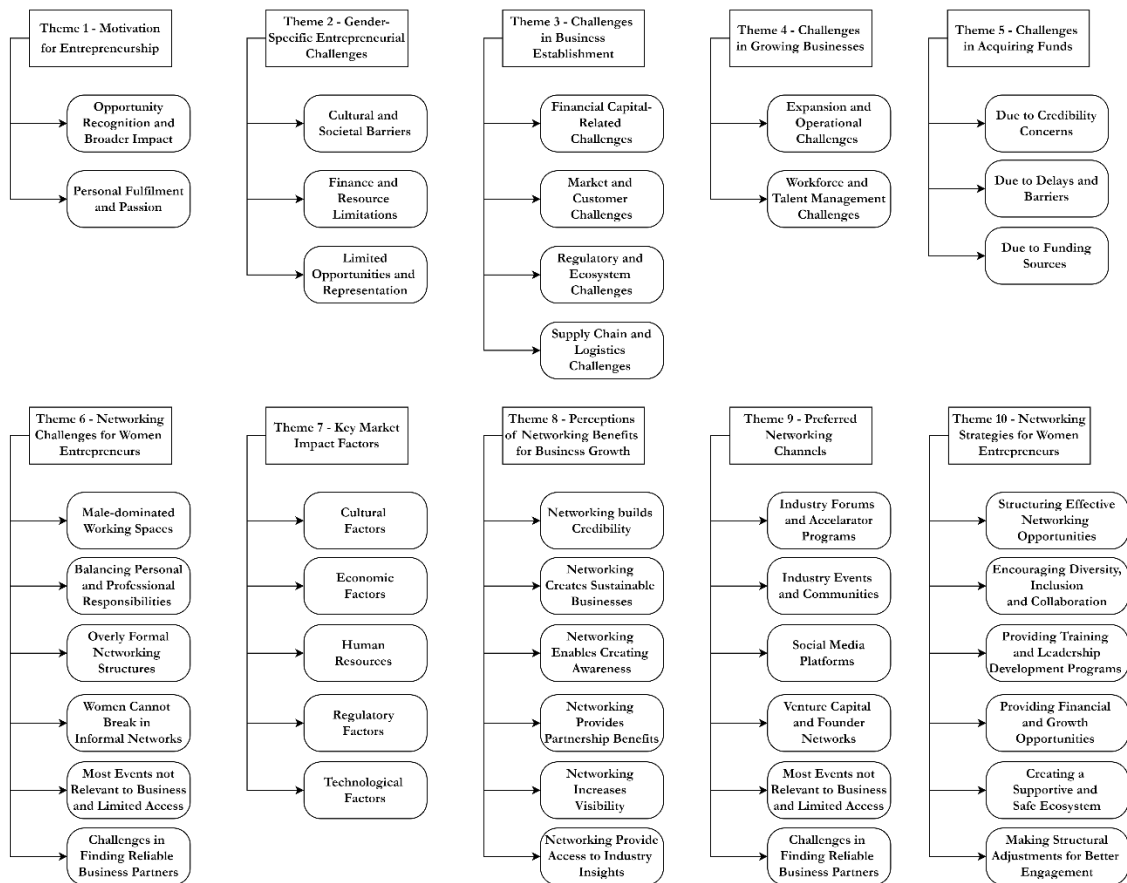 Theme 1 - Motivation
for Entrepreneurship
Opportunity
Recognition and
Broader Impact
Personal Fulfilment
and Passion
Theme 2 - Gender-
Specific Entrepreneurial
Challenges
Cultural and
Societal Barriers
Finance and
Resource
Limitations
Limited
Opportunities and
Representation
Theme 3 - Challenges
in Business
Establishment
Financial Capital-
Related
Challenges
Market and
Customer
Challenges
Regulatory and
Ecosystem
Challenges
Supply Chain and
Logistics
Challenges
Theme 4 - Challenges
in Growing Businesses
Expansion and
Operational
Challenges
Workforce and
Talent Management
Challenges
Theme 5 - Challenges
in Acquiring Funds
Due to Credibility
Concerns
Due to Delays and
Barriers
Due to Funding
Sources
Theme 6 - Networking
Challenges for Women
Entrepreneurs
Male-dominated
Working Spaces
Balancing Personal
and Professional
Responsibilities
Overly Formal
Networking
Structures
Women Cannot
Break in
Informal Networks
Most Events not
Relevant to Business
and Limited Access
Challenges in
Finding Reliable
Business Partners
Theme 7 - Key Market
Impact Factors
Cultural
Factors
Economic
Factors
Human
Resources
Regulatory
Factors
Technological
Factors
Theme 8 - Perceptions
of Networking Benefits
for Business Growth
Networking builds
Credibility
Networking
Creates Sustainable
Businesses
Networking
Enables Creating
Awareness
Networking
Provides
Partnership Benefits
Networking
Increases
Visibility
Networking Provide
Access to Industry
Insights
Theme 9 - Preferred
Networking
Channels
Industry Forums
and Accelarator
Programs
Industry Events
and Communities
Social Media
Platforms
Venture Capital
and Founder
Networks
Most Events not
Relevant to Business
and Limited Access
Challenges in
Finding Reliable
Business Partners
Theme 10 - Networking
Strategies for Women
Entrepreneurs
Structuring Effective
Networking
Opportunities
Encouraging Diversity,
Inclusion
and Collaboration
Providing Training
and Leadership
Development Programs
Providing Financial
and Growth
Opportunities
Creating a
Supportive and
Safe Ecosystem
Making Structural
Adjustments for Better
Engagement